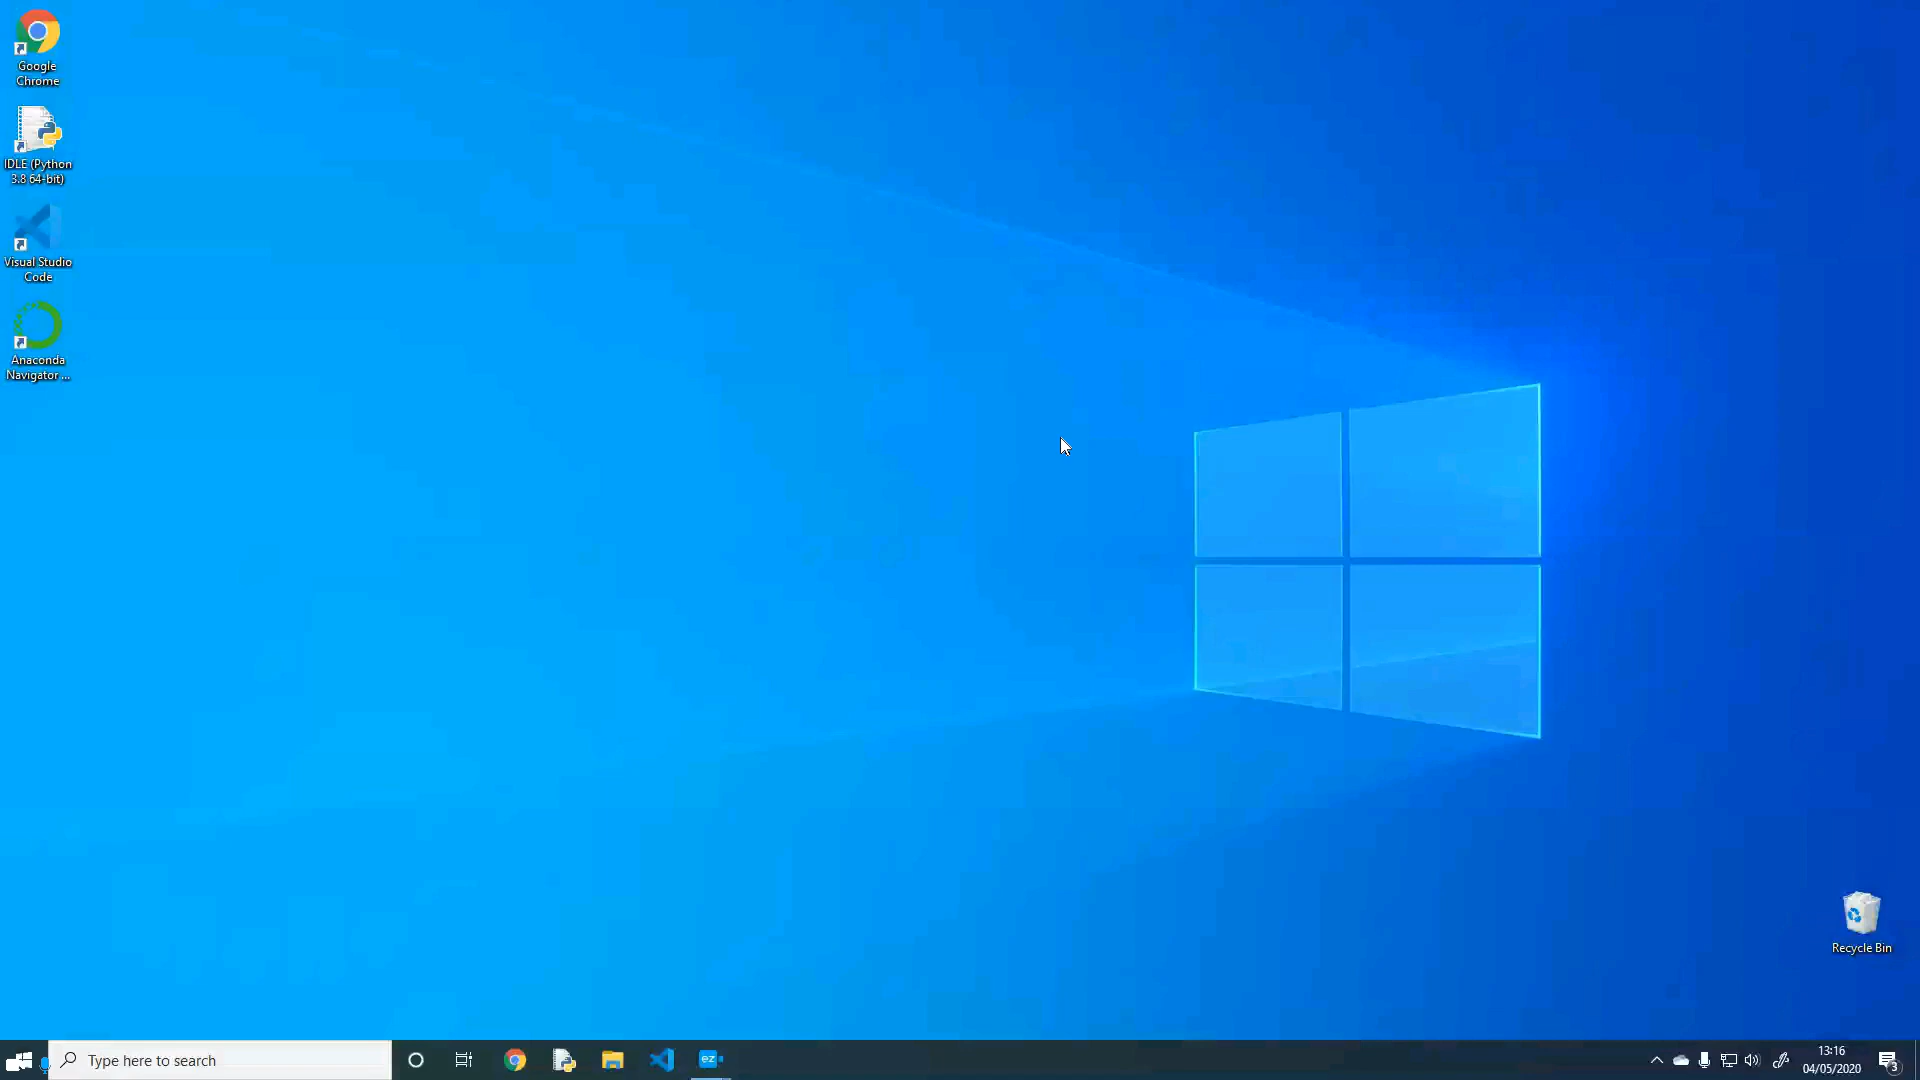 Google
Chrome
IDLE (Python
3.8 64-bit)
Visual Studio
Code
Anaconda
Navigator ...
Recycle Bin
Type here to search
ez
13:16
04/05/2020
3